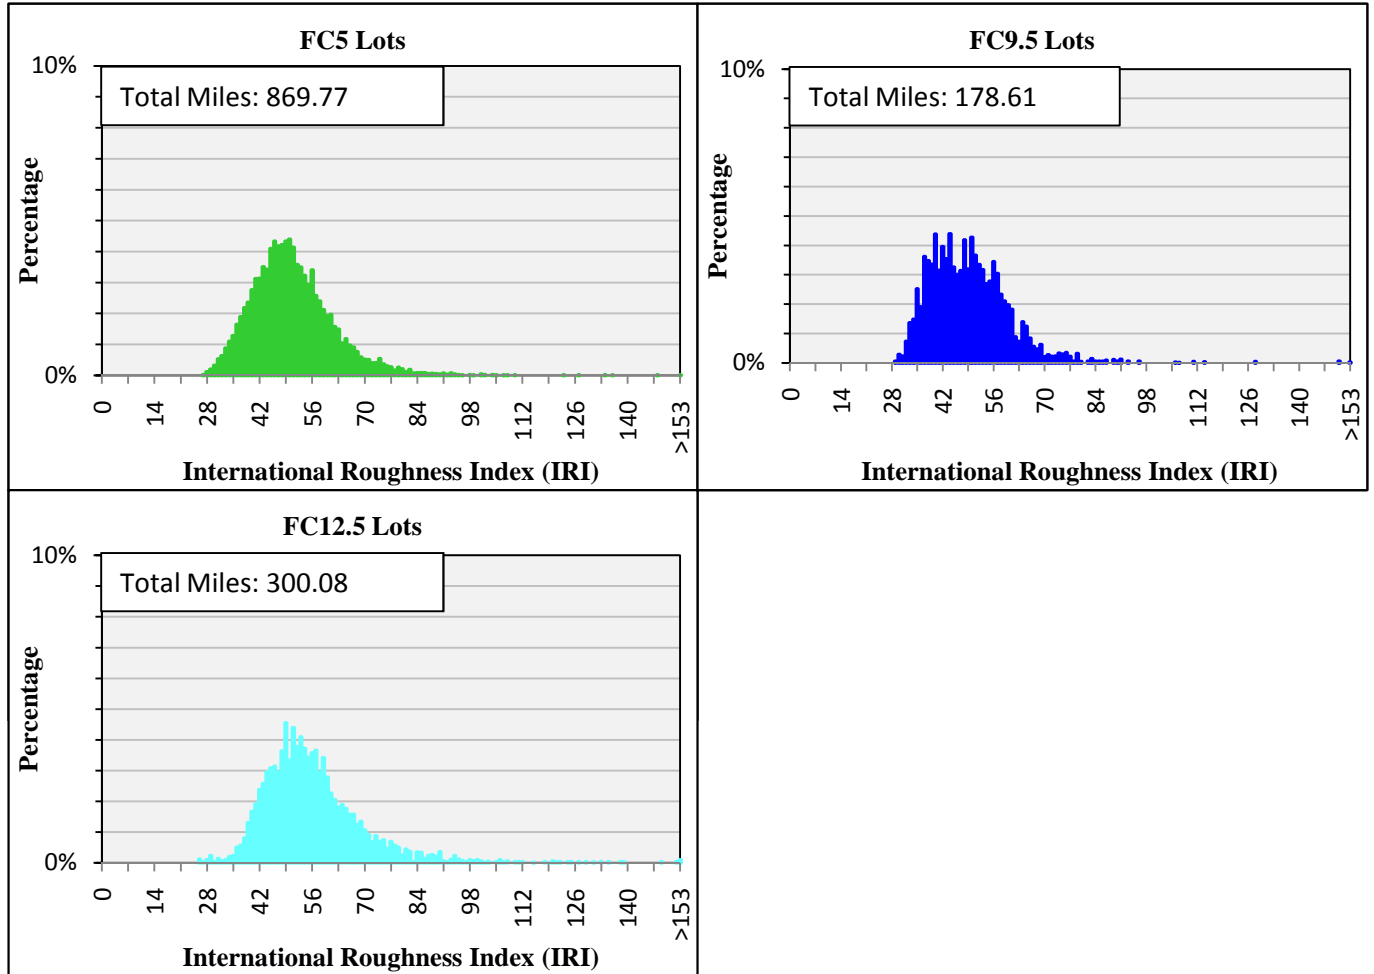 FC5 Lots
10%
Total Miles: 869.77
Percentage
0%
0 14 28 42 56 70 84 98 112 126 140 >153
International Roughness Index (IRI)
FC9.5 Lots
10%
Total Miles: 178.61
Percentage
0%
0 14 28 42 56 70 84 98 112 126 140 >153
International Roughness Index (IRI)
FC12.5 Lots
10%
Total Miles: 300.08
Percentage
0%
0 14 28 42 56 70 84 98 112 126 140 >153
International Roughness Index (IRI)